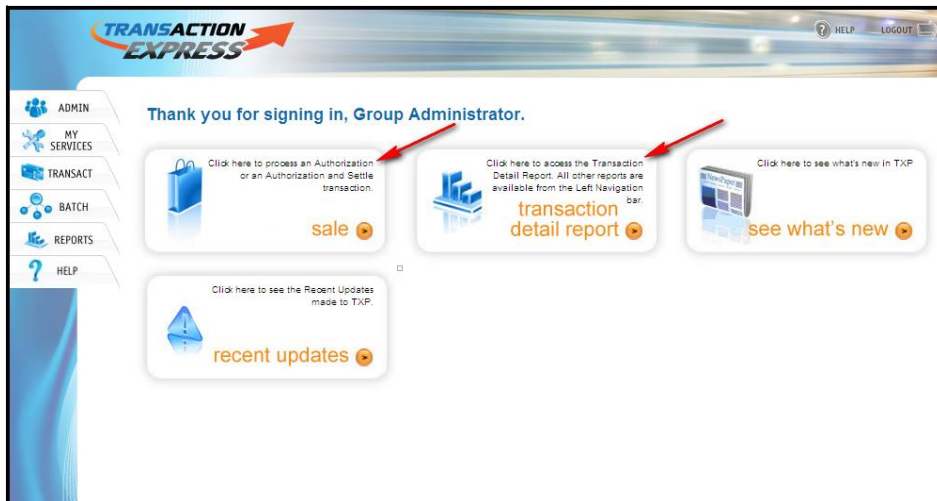 TRANSACTION
EXPRESS
HELP
LOGOUT
ADMIN
MY
SERVICES
TRANSACT
BATCH
REPORTS
HELP
Thank you for signing in, Group Administrator.
Click here to process an Authorization
or an Authorization and Settle
transaction.
sale
Click here to access the Transaction
Detail Report. All other reports are
available from the Left Navigation
bar.
transaction
detail report
NewsPaper
Click here to see what's new in TXP
see what's new
Click here to see the Recent Updates
made to TXP.
recent updates